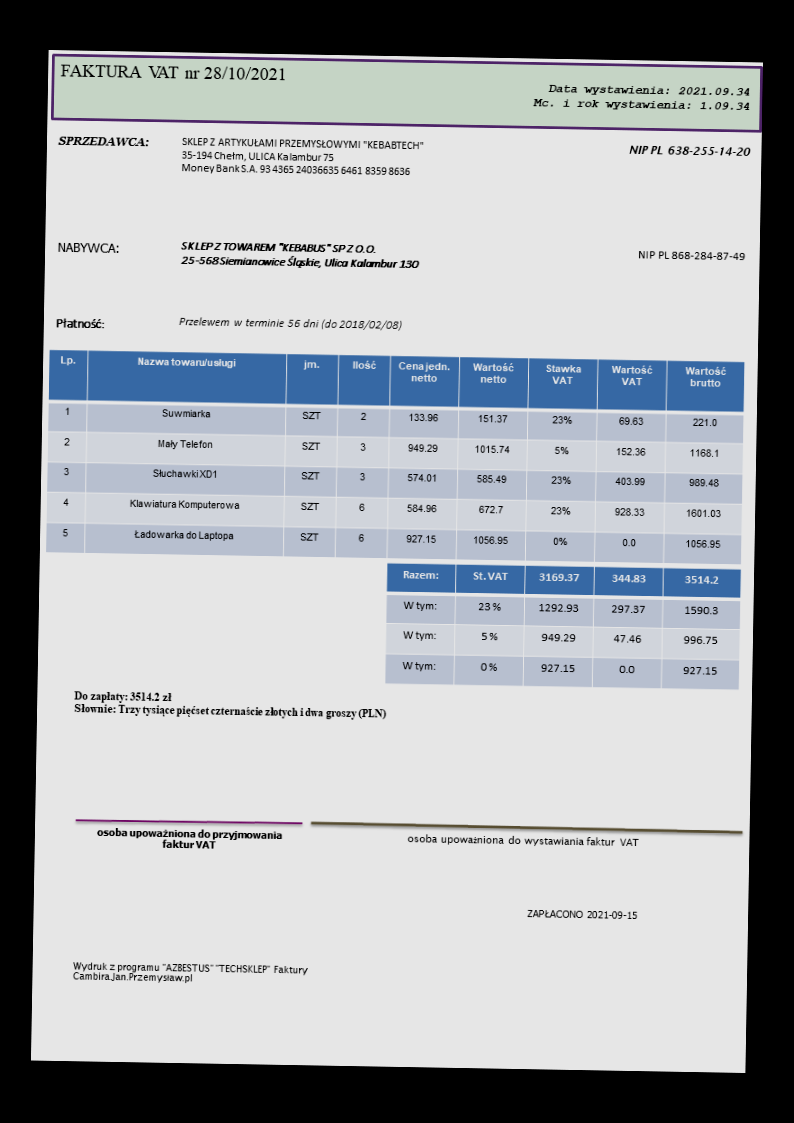 FAKTURA VAT nr 28/10/2021
Data wystawienia: 2021.09.34
Mc. i rok wystawienia: 1.09.34
SPRZEDAWCA: SKLEP Z ARTYKUŁAMI PRZEMYSŁOWYMI "KEBABTECH" NIP PL 638-255-14-20
35-194 Chełm, ULICA Kalambur 75
Money Bank S.A. 93 4365 24036635 6461 8359 8636
NABYWCA: SKLEP Z TOWAREM "KEBABUS" SP Z O.O. NIP PL 868-284-87-49
25-568 Siemianowice Śląskie, Ulica Kalambur 130
Płatność: Przelewem w terminie 56 dni (do 2018/02/08)
Lp. Nazwa towaru/usługi jm. Ilość Cena jedn. netto Wartość netto Stawka VAT Wartość VAT Wartość brutto
1 Suwmiarka SZT 2 133.96 151.37 23% 69.63 221.0
2 Mały Telefon SZT 3 949.29 1015.74 5% 152.36 1168.1
3 Słuchawki XD1 SZT 3 574.01 585.49 23% 403.99 989.48
4 Klawiatura Komputerowa SZT 6 584.96 672.7 23% 928.33 1601.03
5 Ładowarka do Laptopa SZT 6 927.15 1056.95 0% 0.0 1056.95
Razem: St. VAT 3169.37 344.83 3514.2
W tym: 23 % 1292.93 297.37 1590.3
W tym: 5 % 949.29 47.46 996.75
W tym: 0 % 927.15 0.0 927.15
Do zapłaty: 3514.2 zł
Słownie: Trzy tysiące pięćset czternaście złotych i dwa groszy (PLN)
osoba upoważniona do przyjmowania
faktur VAT
osoba upoważniona do wystawiania faktur VAT
ZAPŁACONO 2021-09-15
Wydruk z programu "AZBESTUS" "TECHSKLEP" Faktury
Cambira.Jan.Przemysław.pl